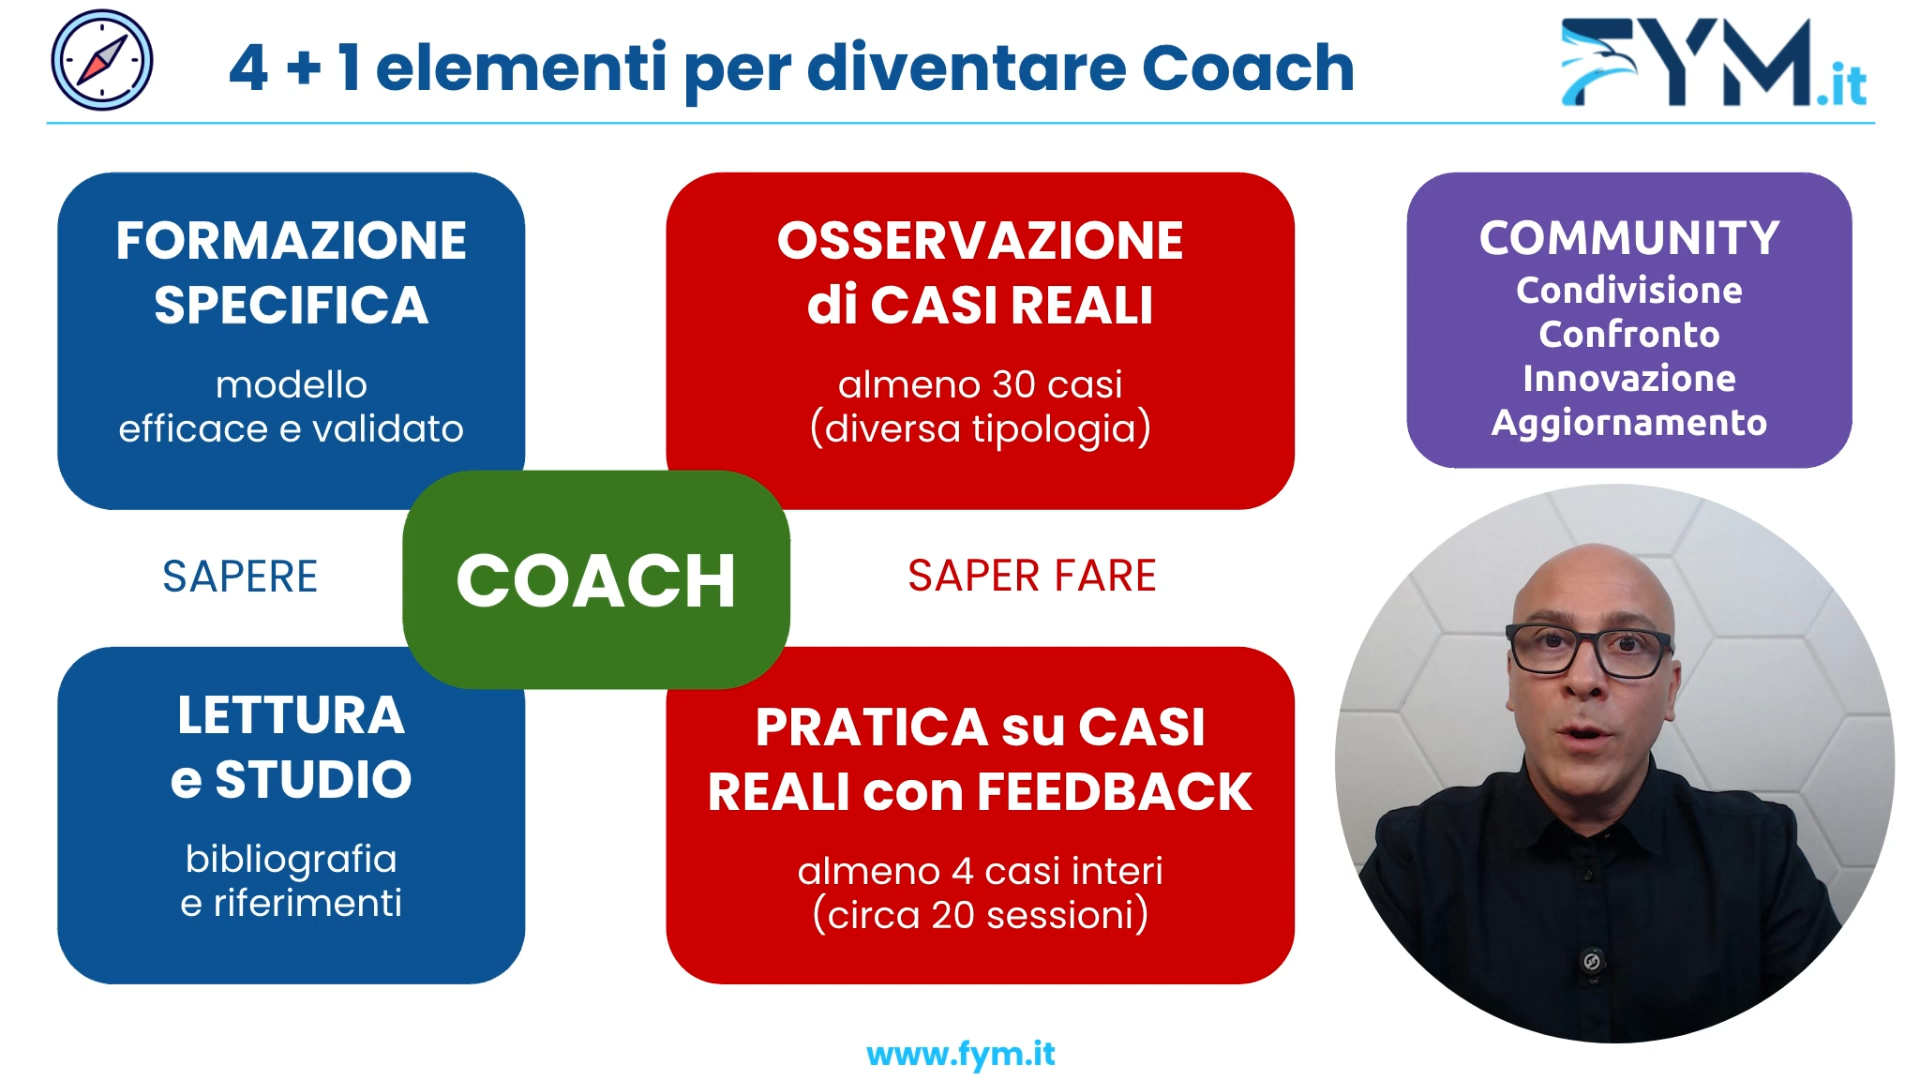 4 + 1 elementi per diventare Coach
FYM.it
FORMAZIONE
SPECIFICA
modello
efficace e validato
OSSERVAZIONE
di CASI REALI
almeno 30 casi
(diversa tipologia)
COMMUNITY
Condivisione
Confronto
Innovazione
Aggiornamento
SAPERE
COACH
SAPER FARE
LETTURA
e STUDIO
bibliografia
e riferimenti
PRATICA su CASI
REALI con FEEDBACK
almeno 4 casi interi
(circa 20 sessioni)
www.fym.it